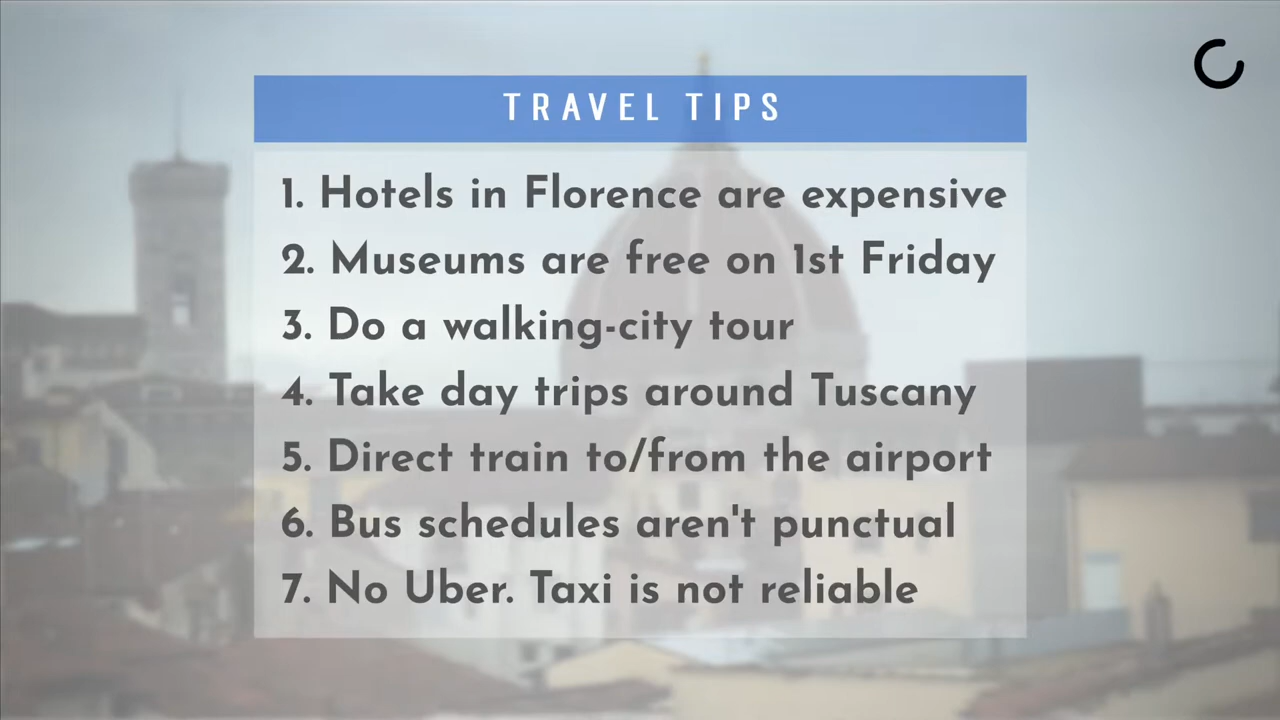 TRAVEL TIPS
1. Hotels in Florence are expensive
2. Museums are free on 1st Friday
3. Do a walking-city tour
4. Take day trips around Tuscany
5. Direct train to/from the airport
6. Bus schedules aren't punctual
7. No Uber. Taxi is not reliable